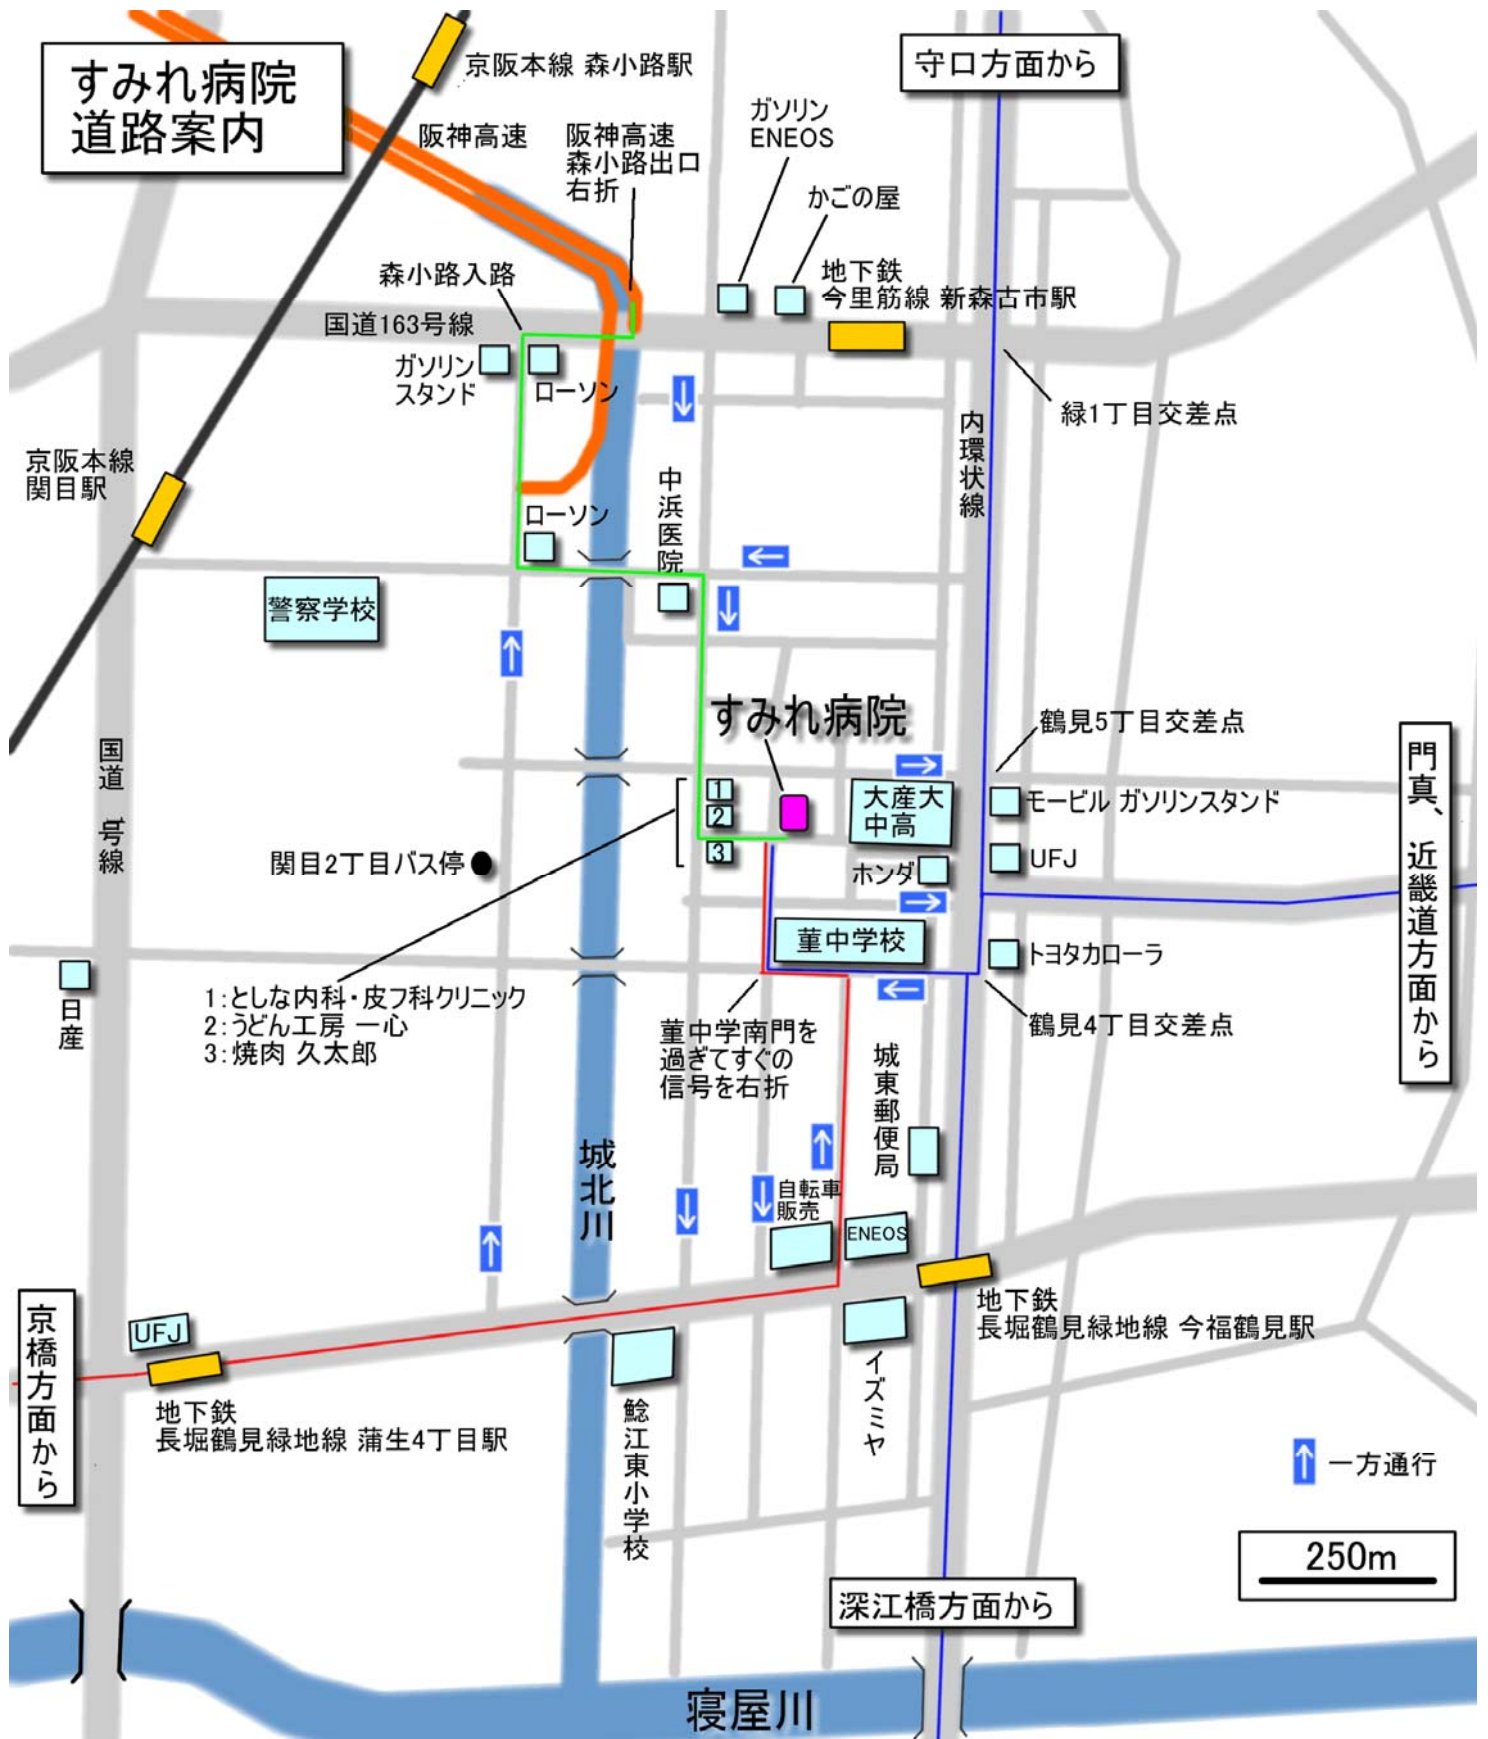 すみれ病院
道路案内
京阪本線 森小路駅
阪神高速
阪神高速
森小路出口
右折
ガソリン
ENEOS
守口方面から
かごの屋
森小路入路
地下鉄
今里筋線 新森古市駅
国道163号線
ガソリン
スタンド
ローソン
緑1丁目交差点
内環状線
京阪本線
関目駅
中浜医院
ローソン
警察学校
すみれ病院
鶴見5丁目交差点
門真、近畿道方面から
国道 1号線
1
2
3
大産大
中高
モービル ガソリンスタンド
関目2丁目バス停
ホンダ
UFJ
菫中学校
トヨタカローラ
日産
1:としな内科・皮フ科クリニック
2:うどん工房 一心
3:焼肉 久太郎
菫中学南門を
過ぎてすぐの
信号を右折
鶴見4丁目交差点
城東郵便局
城北川
自転車
販売
ENEOS
京橋方面から
UFJ
地下鉄
長堀鶴見緑地線 今福鶴見駅
イズミヤ
地下鉄
長堀鶴見緑地線 蒲生4丁目駅
鯰江東小学校
一方通行
250m
深江橋方面から
寝屋川